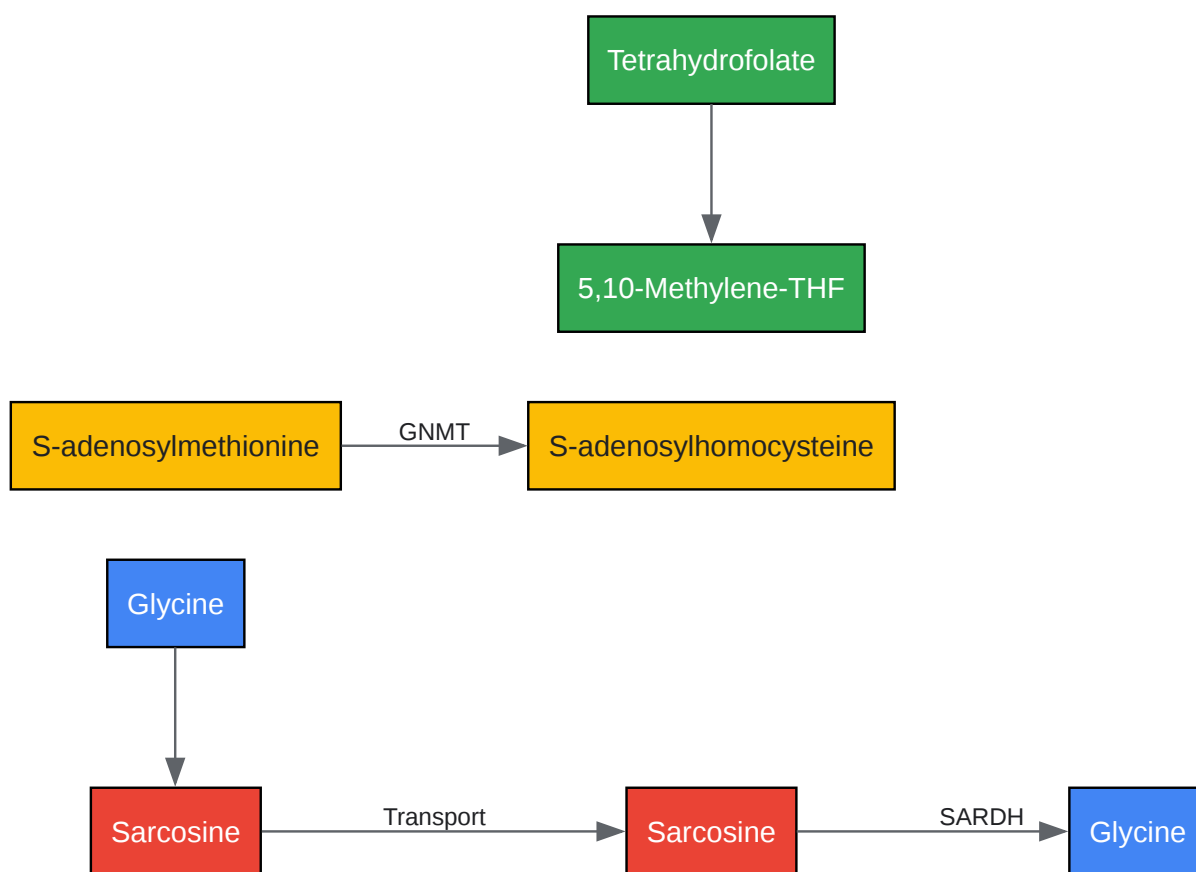 Tetrahydrofolate
5,10-Methylene-THF
S-adenosylmethionine
GNMT
S-adenosylhomocysteine
Glycine
Sarcosine
Transport
Sarcosine
SARDH
Glycine